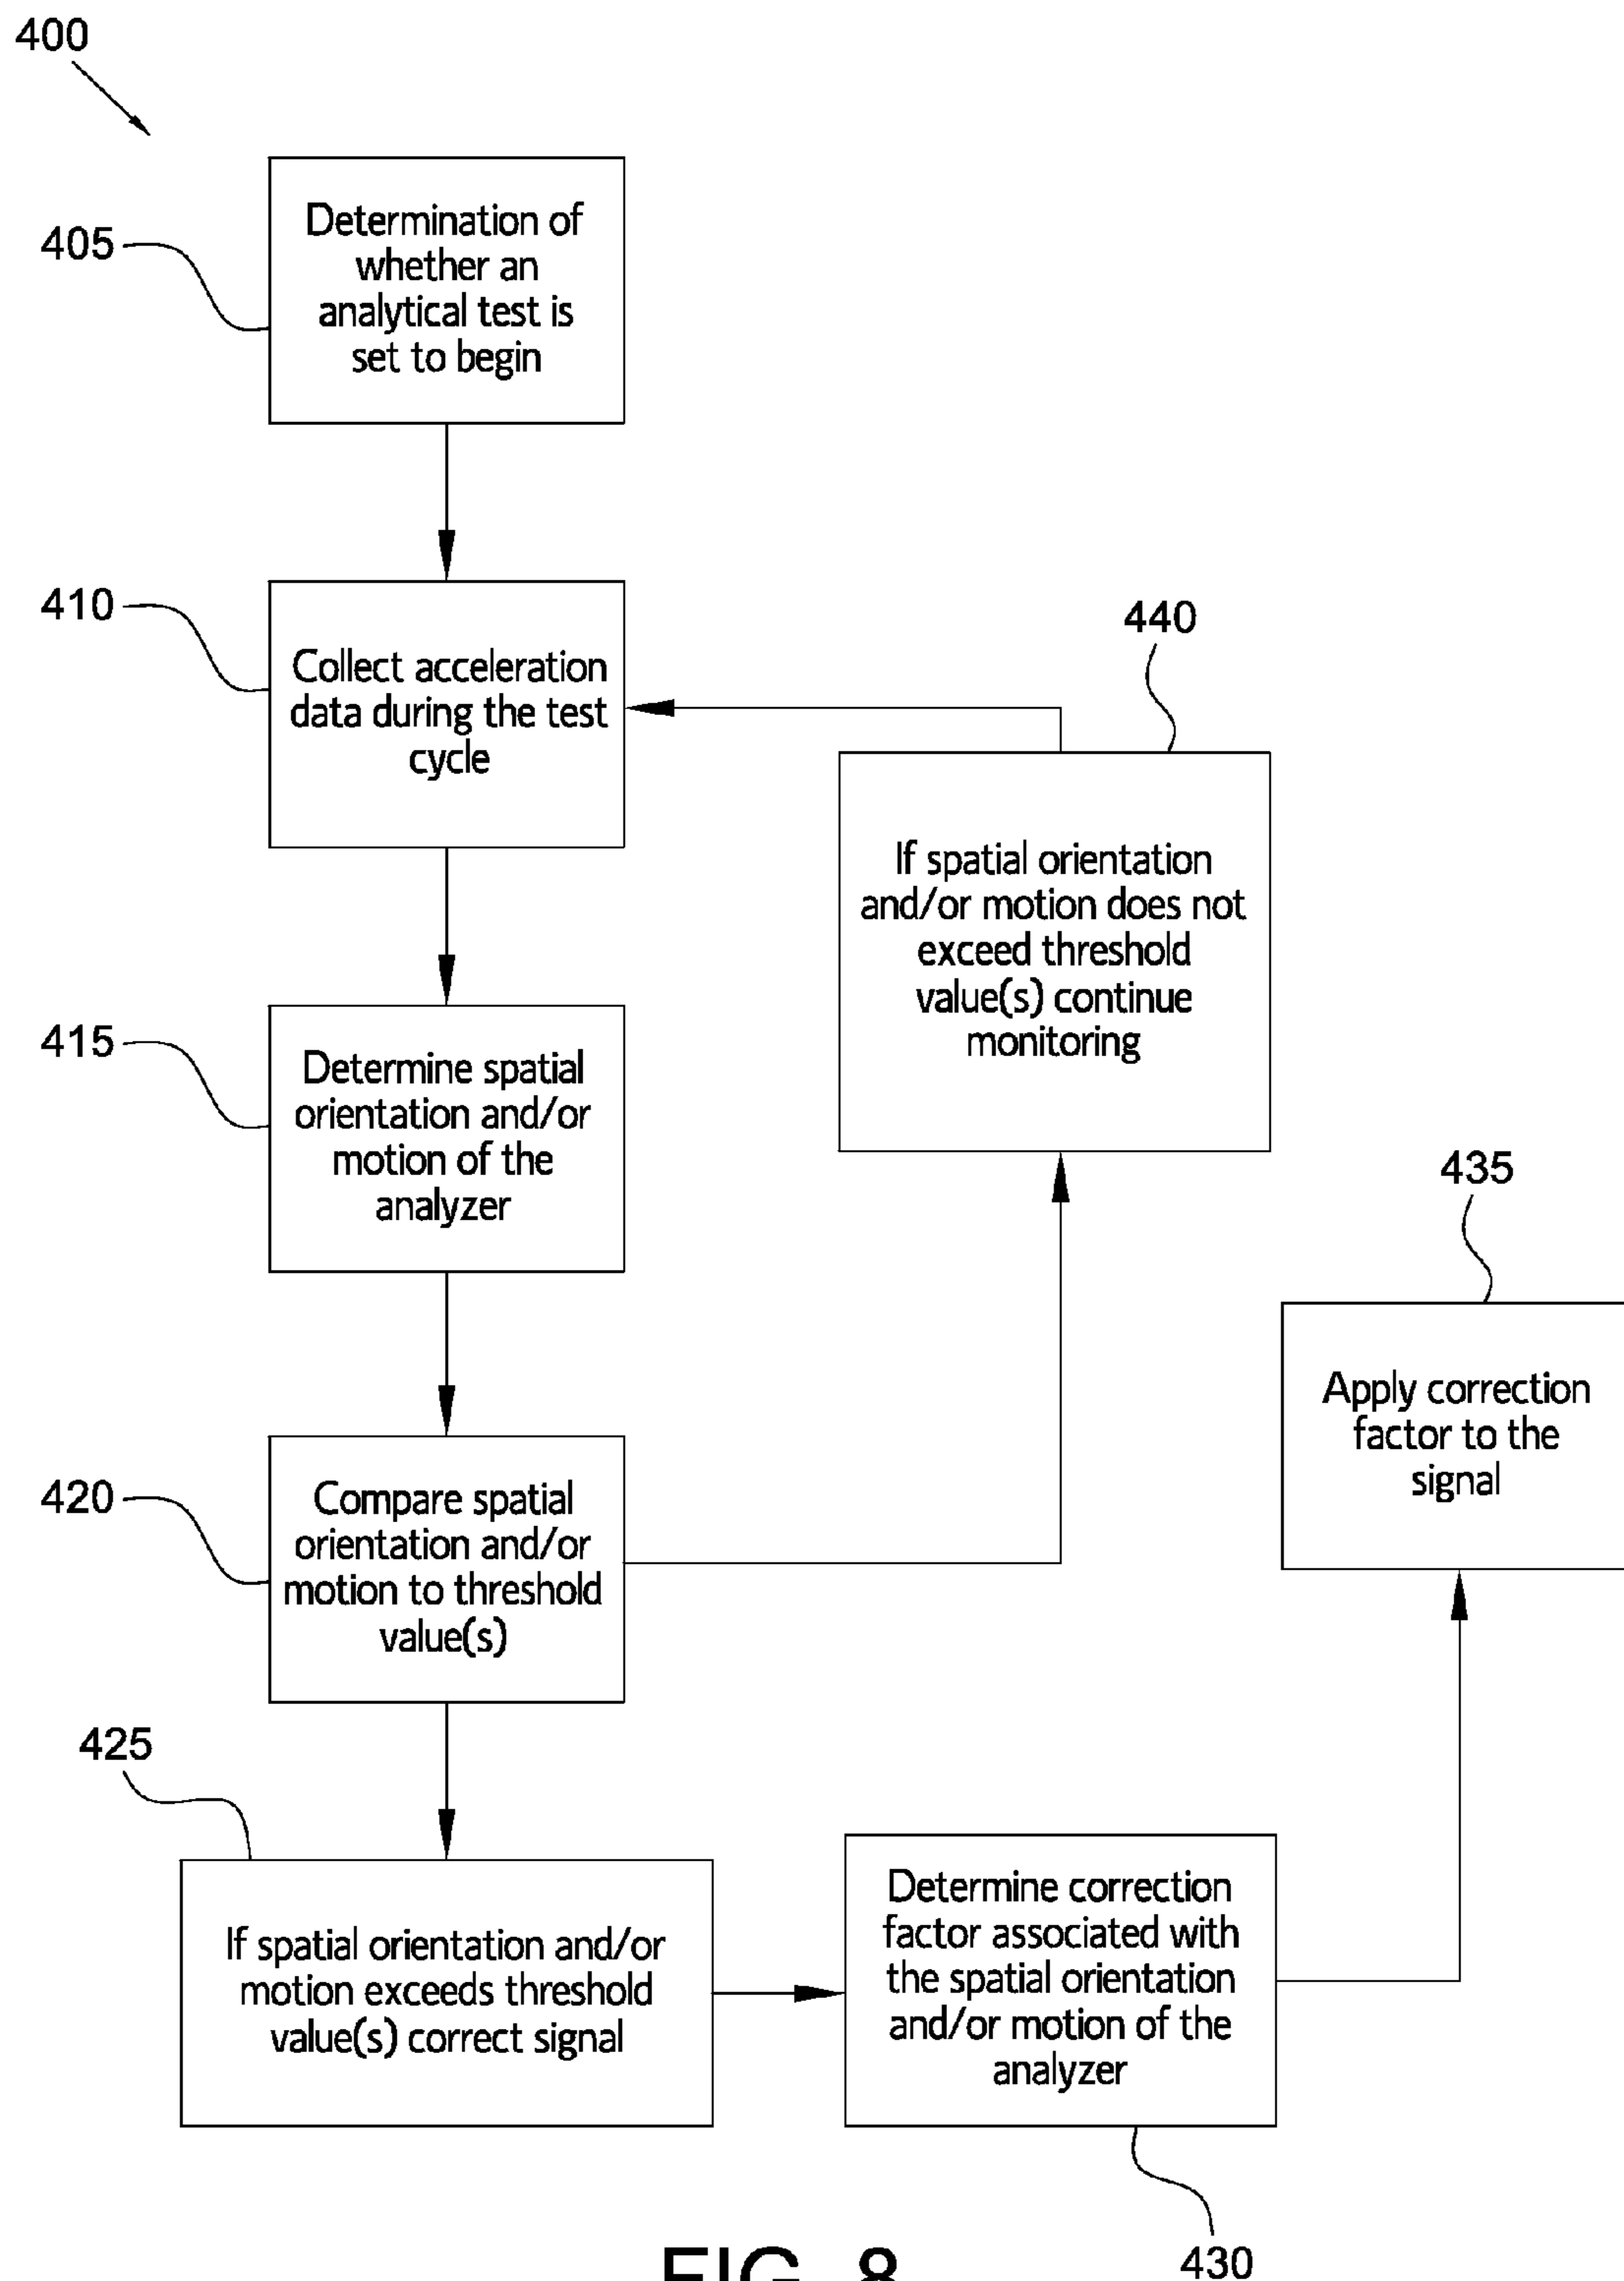 400
405
Determination of
whether an
analytical test is
set to begin
410
Collect acceleration
data during the test
cycle
440
If spatial orientation
and/or motion does not
exceed threshold
value(s) continue
monitoring
415
Determine spatial
orientation and/or
motion of the
analyzer
435
Apply correction
factor to the
signal
420
Compare spatial
orientation and/or
motion to threshold
value(s)
425
If spatial orientation and/or
motion exceeds threshold
value(s) correct signal
Determine correction
factor associated with
the spatial orientation
and/or motion of the
analyzer
430
FIG. 8